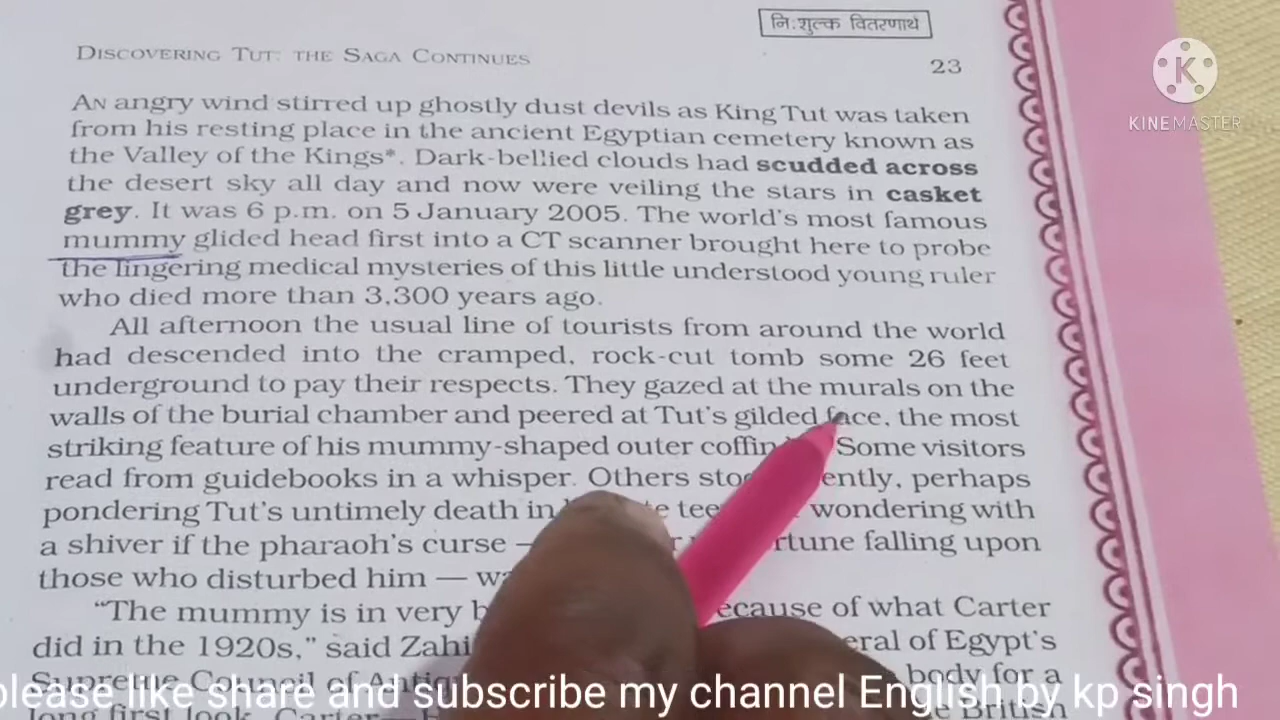 नि:शुल्क वितरणार्थ
DISCOVERING TUT: THE SAGA CONTINUES
23
K
KINEMASTER
AN angry wind stirred up ghostly dust devils as King Tut was taken
from his resting place in the ancient Egyptian cemetery known as
the Valley of the Kings*. Dark-bellied clouds had scudded across
the desert sky all day and now were veiling the stars in casket
grey. It was 6 p.m. on 5 January 2005. The world's most famous
mummy glided head first into a CT scanner brought here to probe
the lingering medical mysteries of this little understood young ruler
who died more than 3,300 years ago.
All afternoon the usual line of tourists from around the world
had descended into the cramped, rock-cut tomb some 26 feet
underground to pay their respects. They gazed at the murals on the
walls of the burial chamber and peered at Tut's gilded face, the most
striking feature of his mummy-shaped outer coffin Some visitors
read from guidebooks in a whisper. Others perhaps
pondering Tut's untimely death in wondering with
a shiver if the pharaoh's curse — falling upon
those who disturbed him —
"The mummy is in very of what Carter
did in the 1920s," said Zahi of Egypt's
Supreme Council of body for a
long first look. Carter— British
please like share and subscribe my channel English by kp singh